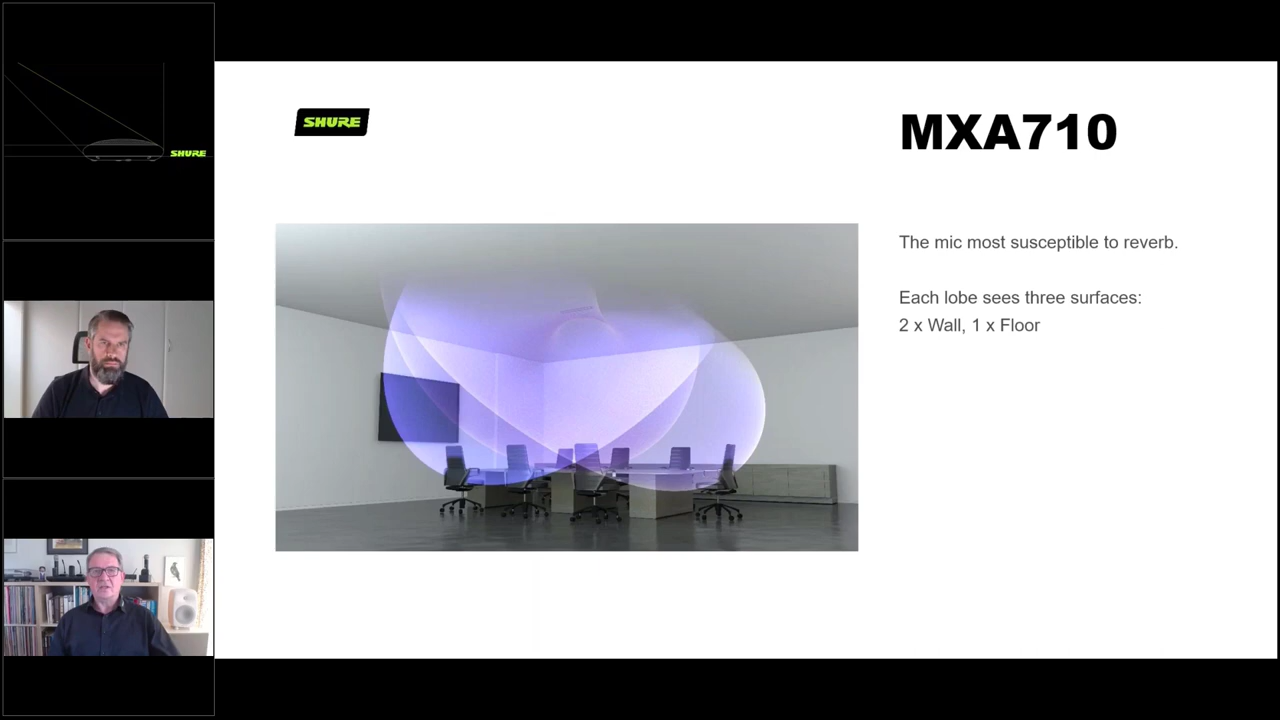 SHURE
SHURE
MXA710
The mic most susceptible to reverb.
Each lobe sees three surfaces:
2 x Wall, 1 x Floor